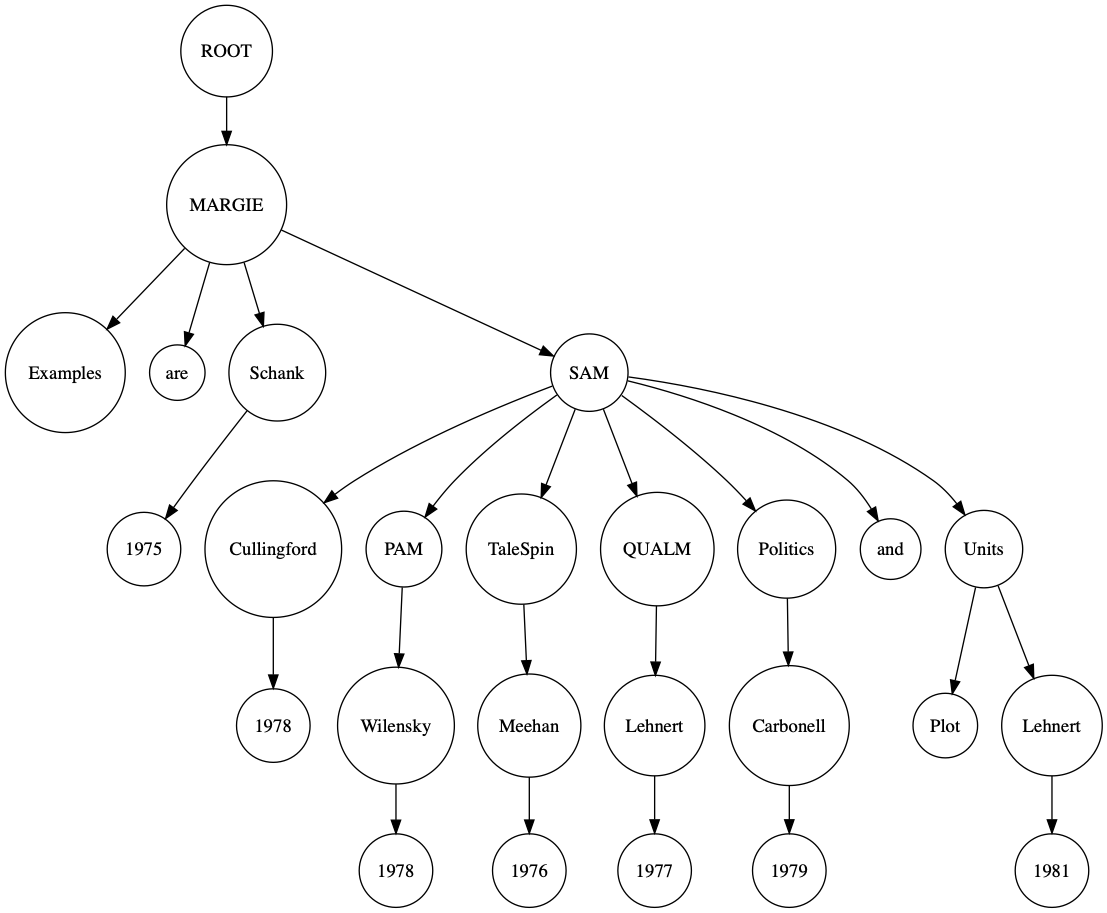 ROOT
MARGIE
Examples
are
Schank
SAM
1975
Cullingford
PAM
TaleSpin
QUALM
Politics
and
Units
1978
Wilensky
Meehan
Lehnert
Carbonell
Plot
Lehnert
1978
1976
1977
1979
1981